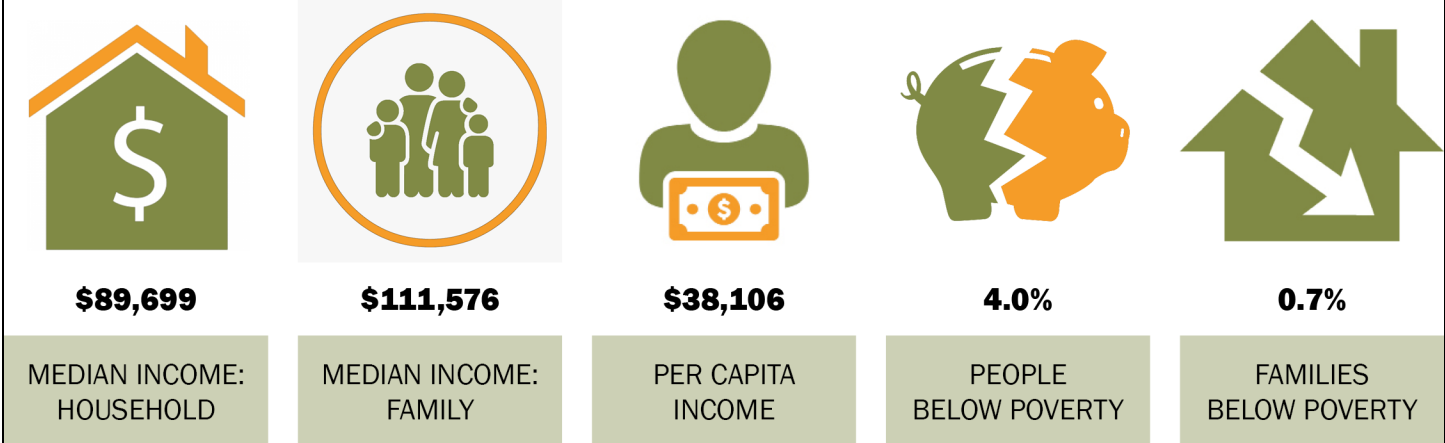 $
$
$89,699
$111,576
$38,106
4.0%
0.7%
MEDIAN INCOME:
HOUSEHOLD
MEDIAN INCOME:
FAMILY
PER CAPITA
INCOME
PEOPLE
BELOW POVERTY
FAMILIES
BELOW POVERTY